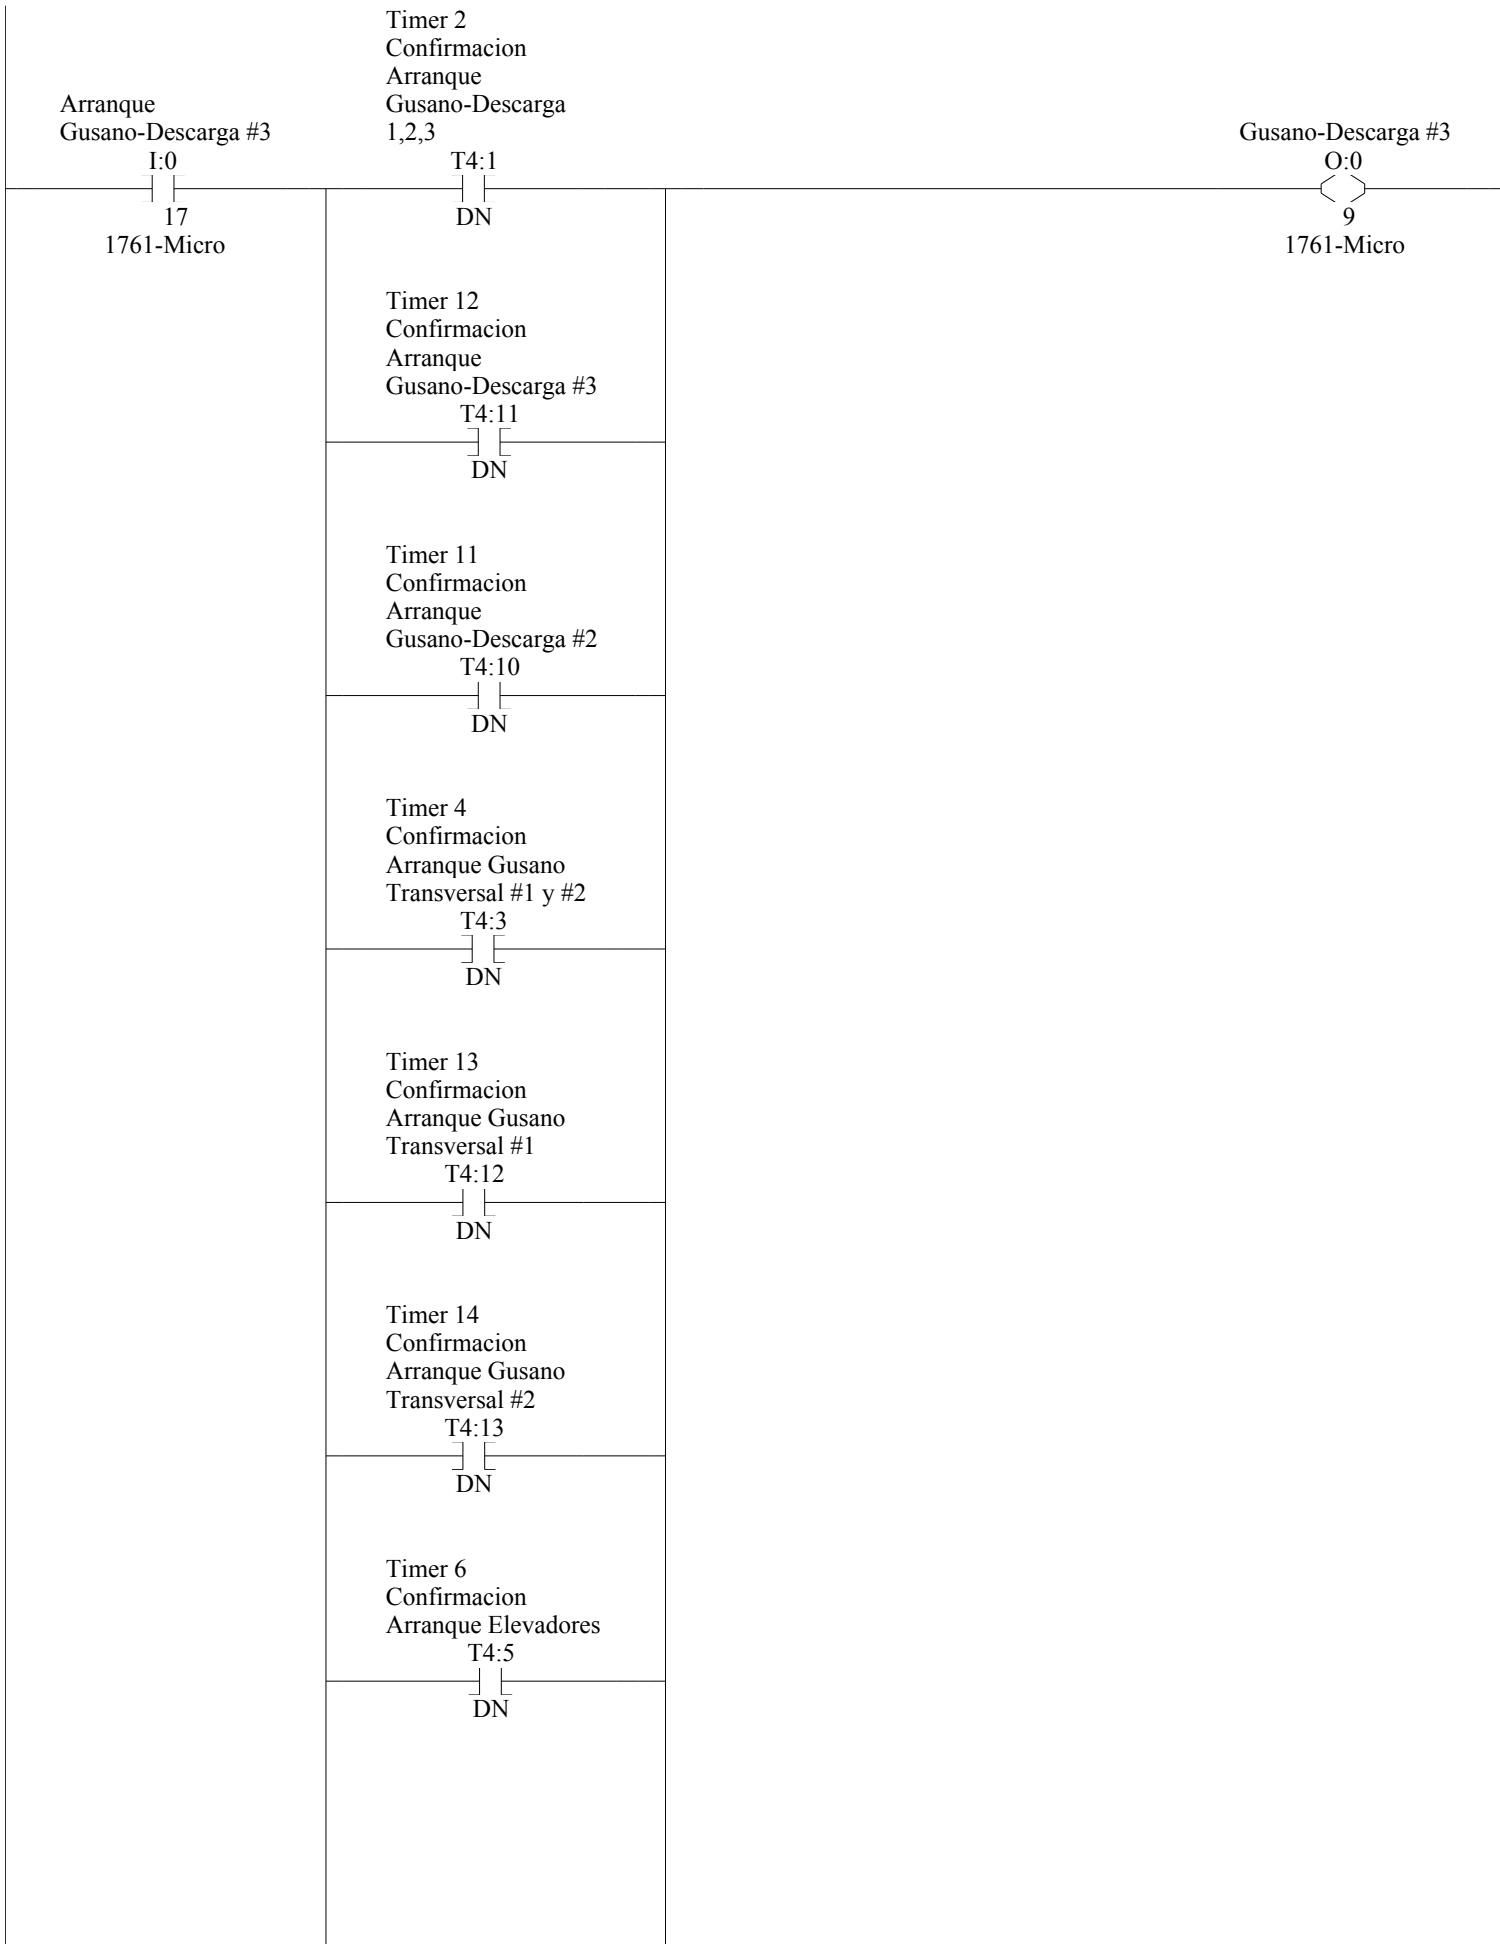 Timer 2
Confirmacion
Arranque
Gusano-Descarga
1,2,3
T4:1
DN
Arranque
Gusano-Descarga #3
I:0
17
1761-Micro
Gusano-Descarga #3
O:0
9
1761-Micro
Timer 12
Confirmacion
Arranque
Gusano-Descarga #3
T4:11
DN
Timer 11
Confirmacion
Arranque
Gusano-Descarga #2
T4:10
DN
Timer 4
Confirmacion
Arranque Gusano
Transversal #1 y #2
T4:3
DN
Timer 13
Confirmacion
Arranque Gusano
Transversal #1
T4:12
DN
Timer 14
Confirmacion
Arranque Gusano
Transversal #2
T4:13
DN
Timer 6
Confirmacion
Arranque Elevadores
T4:5
DN